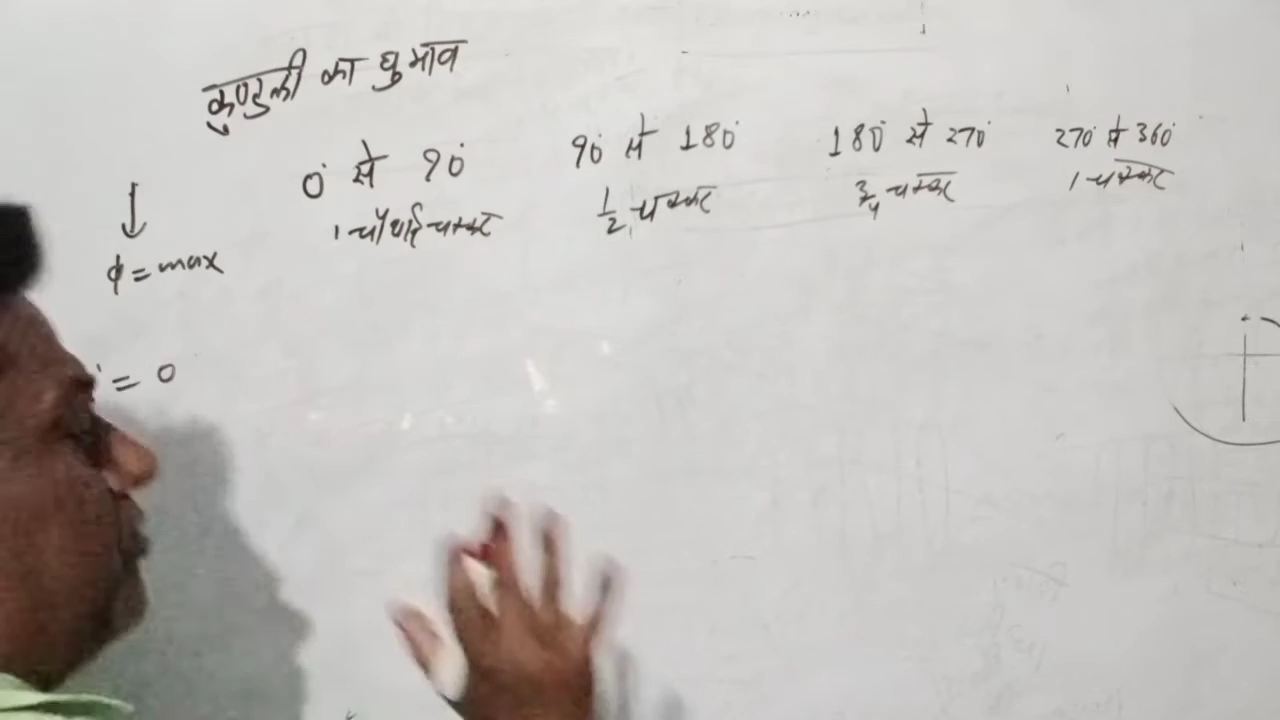 कुण्डली का घुमाव
0° से 90° 90° से 180° 180° से 270° 270° से 360°
1 चौथाई चक्कर 1/2 चक्कर 3/4 चक्कर 1 चक्कर
↓
ϕ = max
= 0